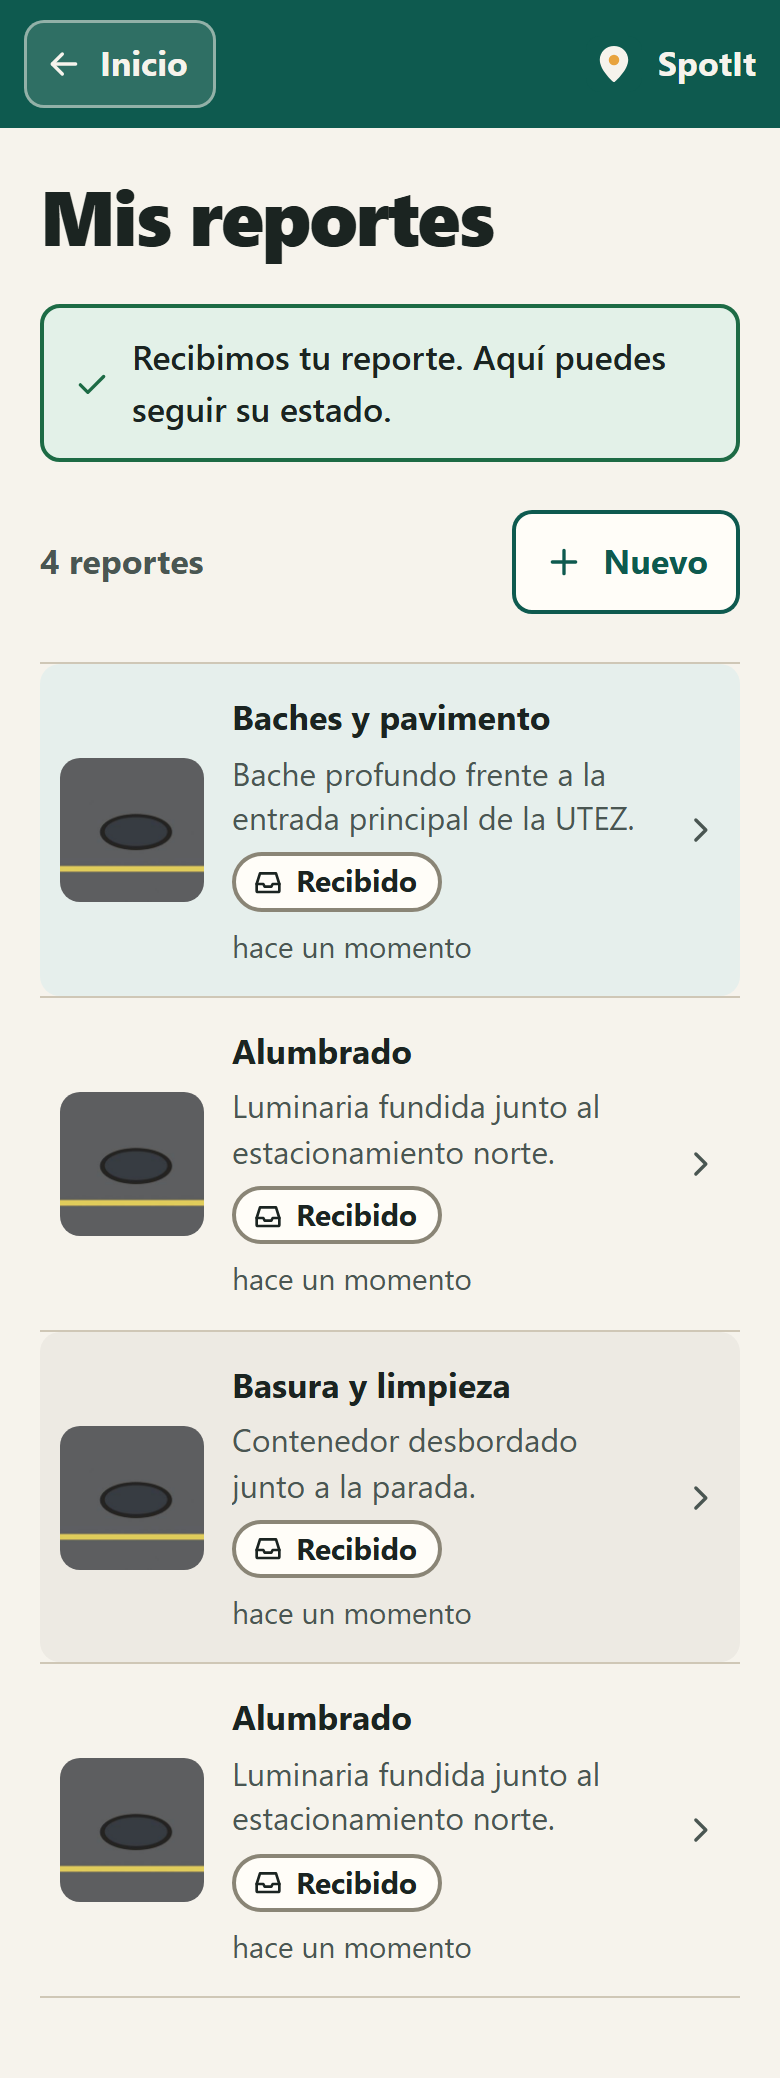 Inicio
SpotIt
Mis reportes
Recibimos tu reporte. Aquí puedes
seguir su estado.
4 reportes
Nuevo
Baches y pavimento
Bache profundo frente a la
entrada principal de la UTEZ.
Recibido
hace un momento
Alumbrado
Luminaria fundida junto al
estacionamiento norte.
Recibido
hace un momento
Basura y limpieza
Contenedor desbordado
junto a la parada.
Recibido
hace un momento
Alumbrado
Luminaria fundida junto al
estacionamiento norte.
Recibido
hace un momento